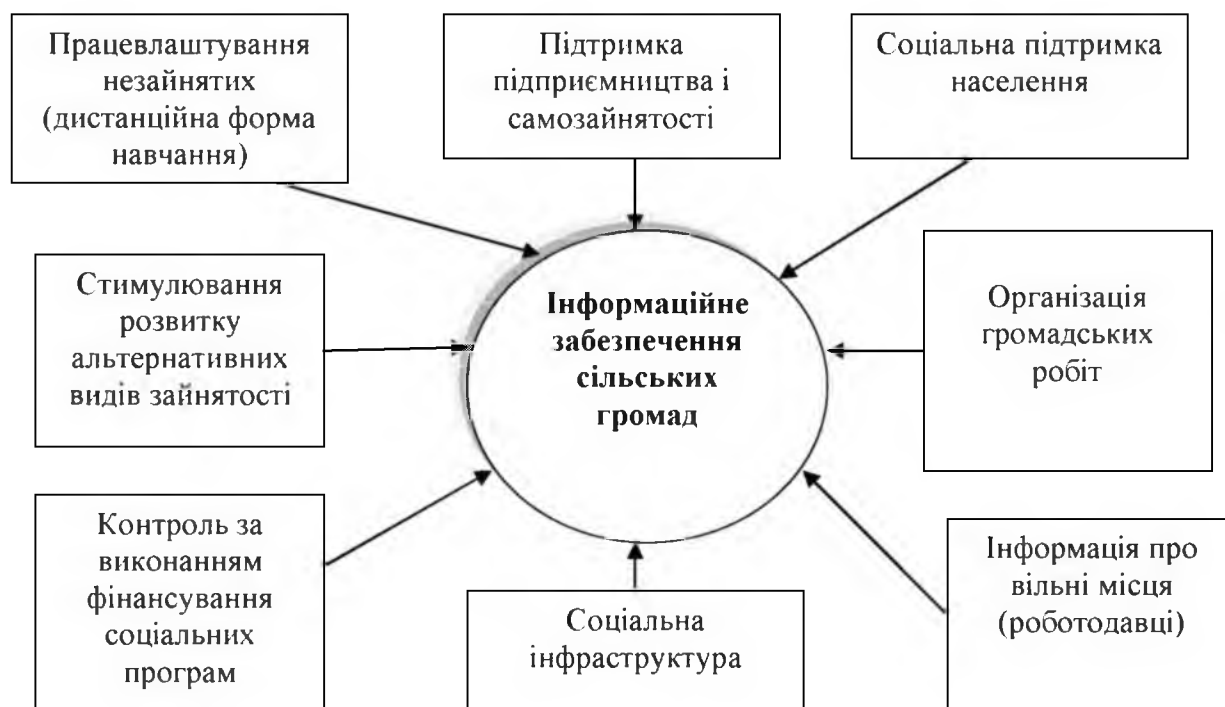 Працевлаштування
незайнятих
(дистанційна форма
навчання)
Підтримка
підприємництва і
самозайнятості
Соціальна підтримка
населення
Стимулювання
розвитку
альтернативних
видів зайнятості
Інформаційне
забезпечення
сільських
громад
Організація
громадських
робіт
Контроль за
виконанням
фінансування
соціальних
програм
Соціальна
інфраструктура
Інформація про
вільні місця
(роботодавці)